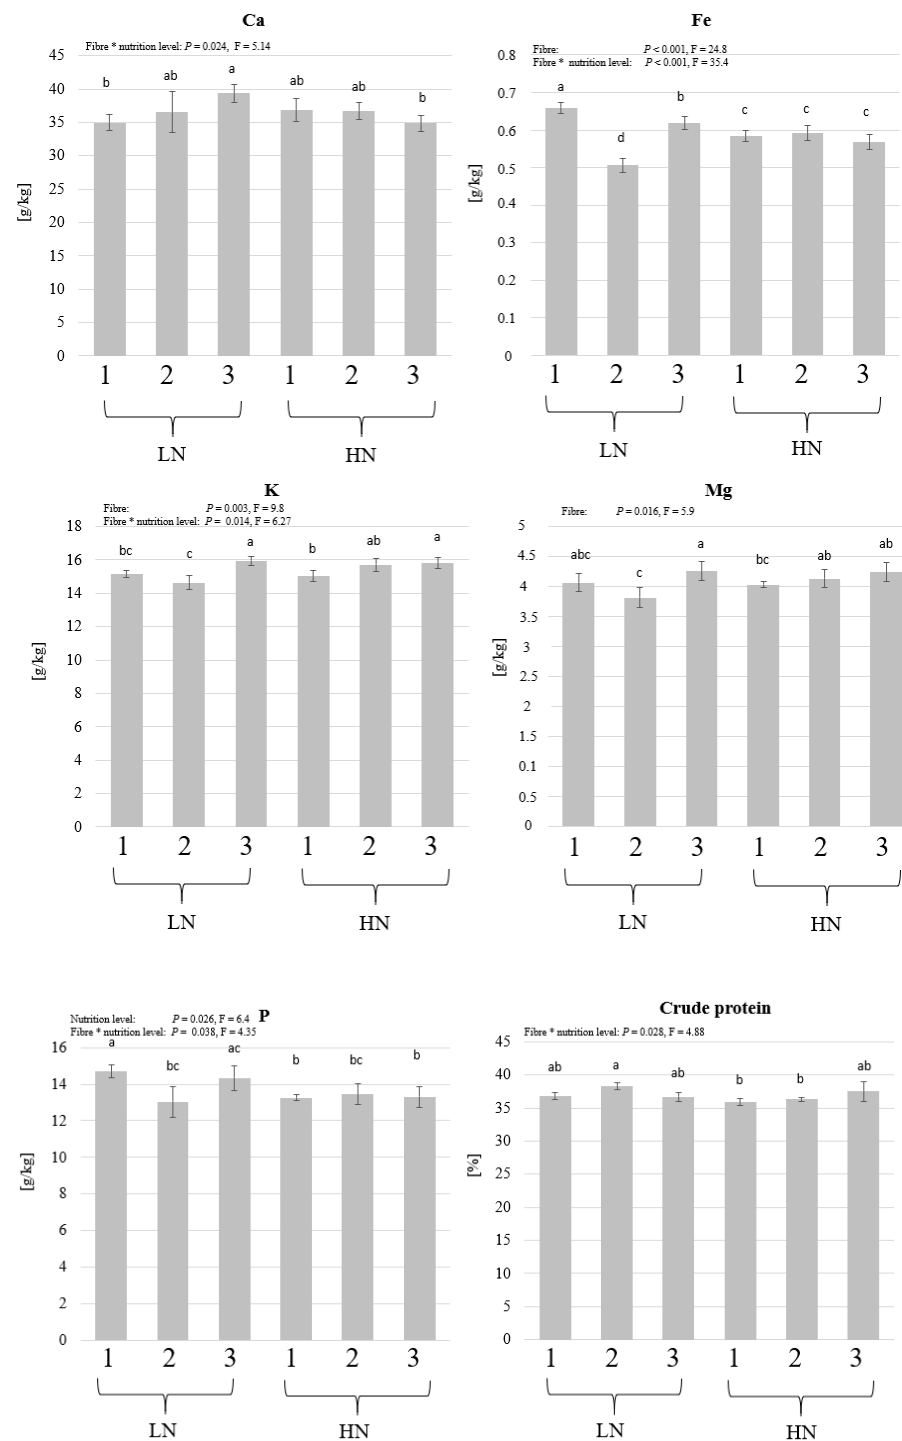 Ca
Fibre * nutrition level: P = 0.024, F = 5.14
45
40
35
30
25
20
15
10
5
0
[g/kg]
b ab a ab ab b
1 2 3 1 2 3
LN HN
Fe
Fibre: P < 0.001, F = 24.8
Fibre * nutrition level: P < 0.001, F = 35.4
0.8
0.7
0.6
0.5
0.4
0.3
0.2
0.1
0
[g/kg]
a d b c c c
1 2 3 1 2 3
LN HN
K
Fibre: P = 0.003, F = 9.8
Fibre * nutrition level: P = 0.014, F = 6.27
18
16
14
12
10
8
6
4
2
0
[g/kg]
bc c a b ab a
1 2 3 1 2 3
LN HN
Mg
Fibre: P = 0.016, F = 5.9
5
4.5
4
3.5
3
2.5
2
1.5
0.1
0.5
0
[g/kg]
abc c a bc ab ab
1 2 3 1 2 3
LN HN
P
Nutrition level: P = 0.026, F = 6.4
Fibre * nutrition level: P = 0.038, F = 4.35
16
14
12
10
8
6
4
2
0
[g/kg]
a bc ac b bc b
1 2 3 1 2 3
LN HN
Crude protein
Fibre * nutrition level: P = 0.028, F = 4.88
45
40
35
30
25
20
15
10
5
0
[%]
ab a ab b b ab
1 2 3 1 2 3
LN HN